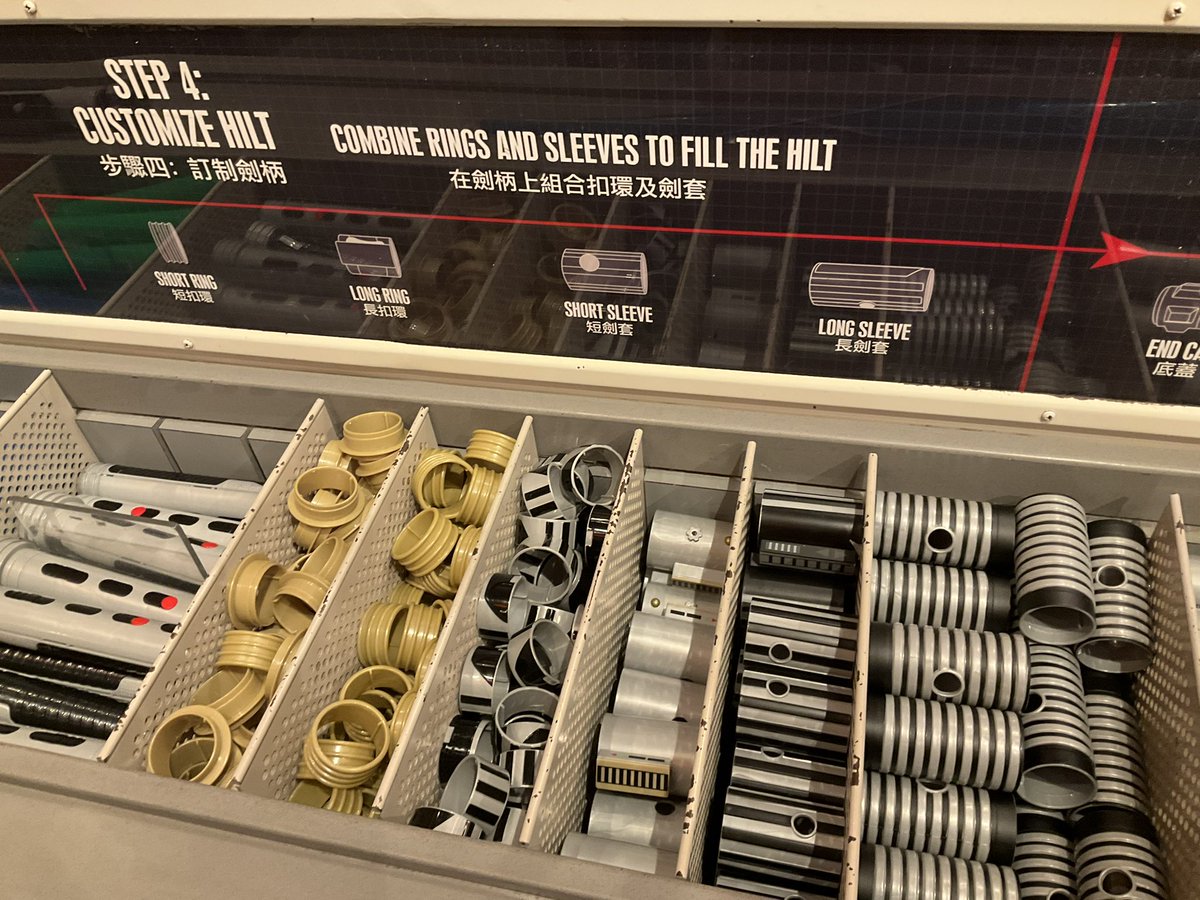 STEP 4:
CUSTOMIZE HILT
步驟四: 訂制劍柄
COMBINE RINGS AND SLEEVES TO FILL THE HILT
在劍柄上組合扣環及劍套
SHORT RING
短扣環
LONG RING
長扣環
SHORT SLEEVE
短劍套
LONG SLEEVE
長劍套
END CA
底蓋